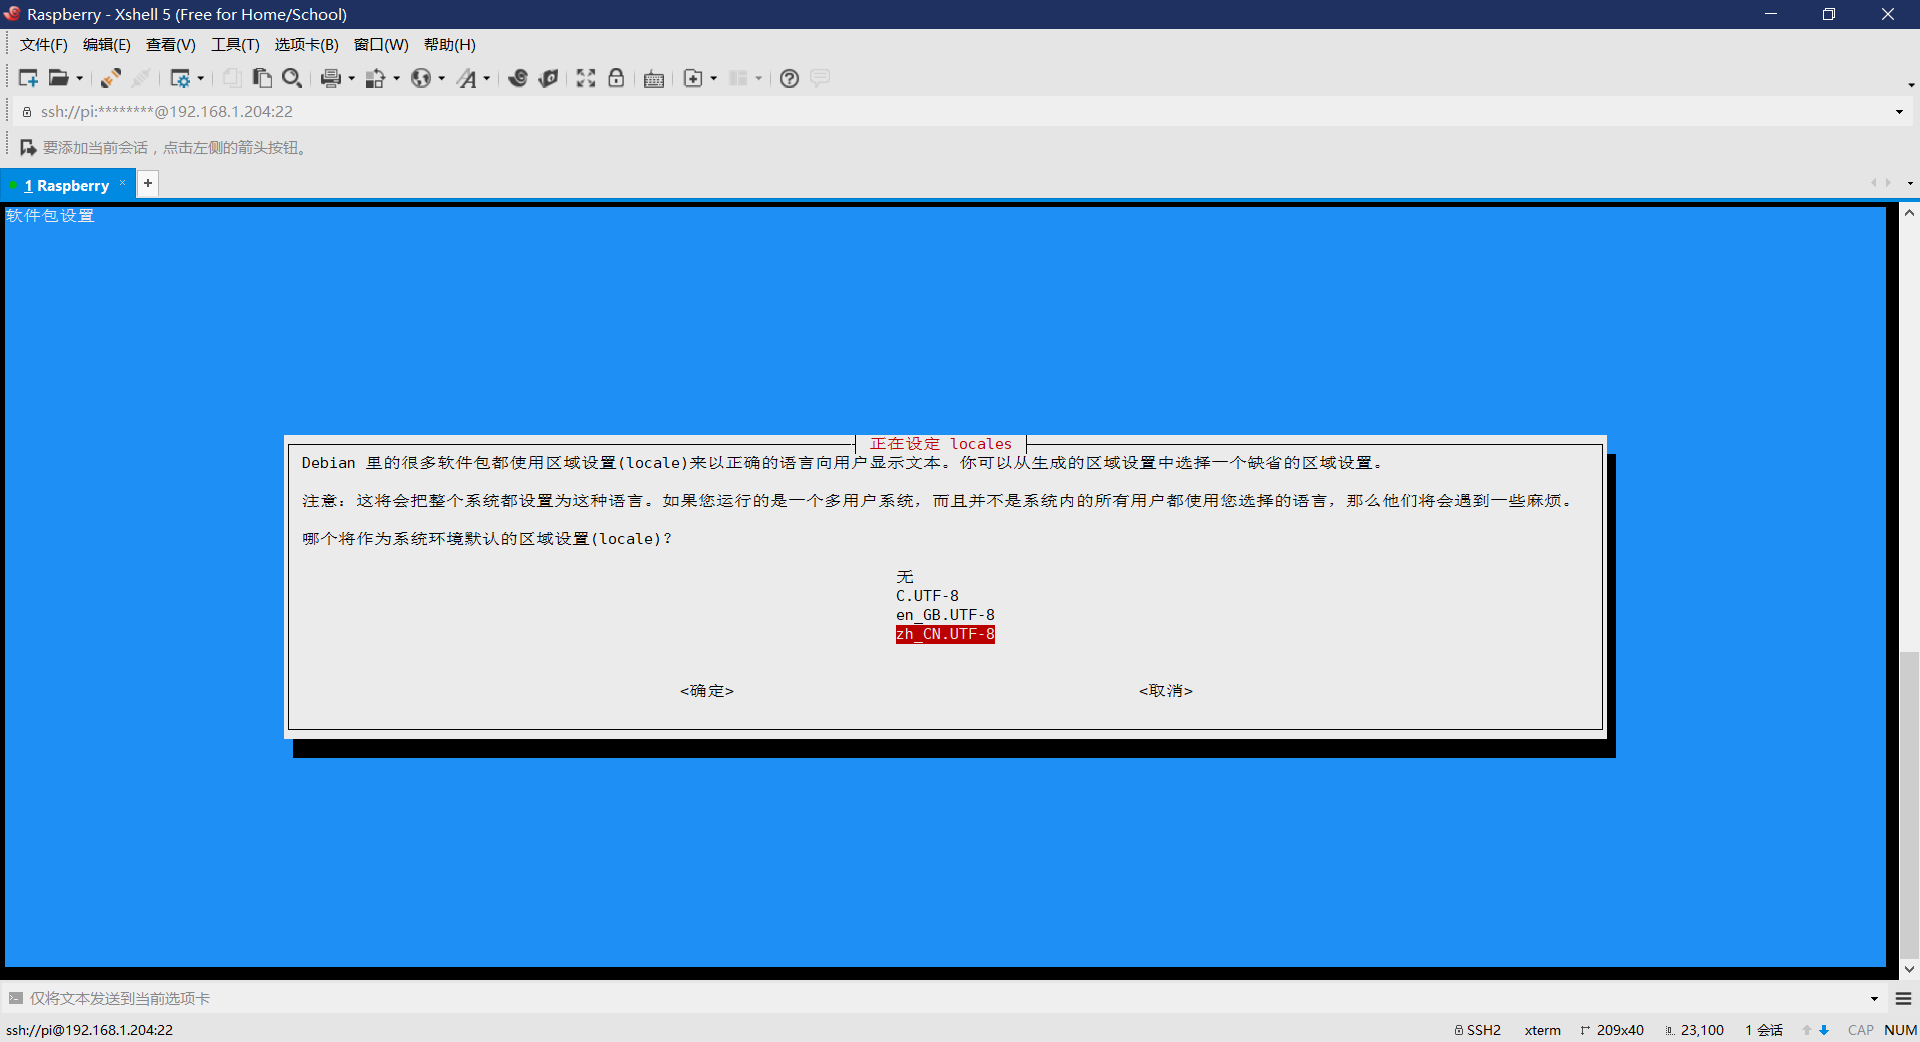 Raspberry - Xshell 5 (Free for Home/School)
文件(F) 编辑(E) 查看(V) 工具(T) 选项卡(B) 窗口(W) 帮助(H)
ssh://pi:********@192.168.1.204:22
要添加当前会话，点击左侧的箭头按钮。
1 Raspberry × +
软件包设置
正在设定 locales
Debian 里的很多软件包都使用区域设置(locale)来以正确的语言向用户显示文本。你可以从生成的区域设置中选择一个缺省的区域设置。
注意：这将会把整个系统都设置为这种语言。如果您运行的是一个多用户系统，而且并不是系统内的所有用户都使用您选择的语言，那么他们将会遇到一些麻烦。
哪个将作为系统环境默认的区域设置(locale)？
无
C.UTF-8
en_GB.UTF-8
zh_CN.UTF-8
<确定> <取消>
仅将文本发送到当前选项卡
ssh://pi@192.168.1.204:22 SSH2 xterm 209x40 23,100 1 会话 CAP NUM